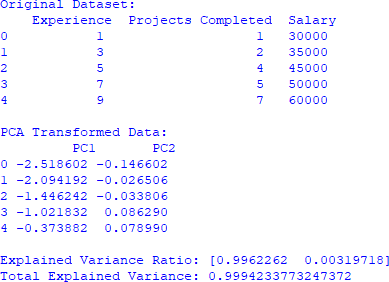 Original Dataset:
Experience Projects Completed Salary
0 1 1 30000
1 3 2 35000
2 5 4 45000
3 7 5 50000
4 9 7 60000
PCA Transformed Data:
PC1 PC2
0 -2.518602 -0.146602
1 -2.094192 -0.026506
2 -1.446242 -0.033806
3 -1.021832 0.086290
4 -0.373882 0.078990
Explained Variance Ratio: [0.9962262 0.00319718]
Total Explained Variance: 0.9994233773247372